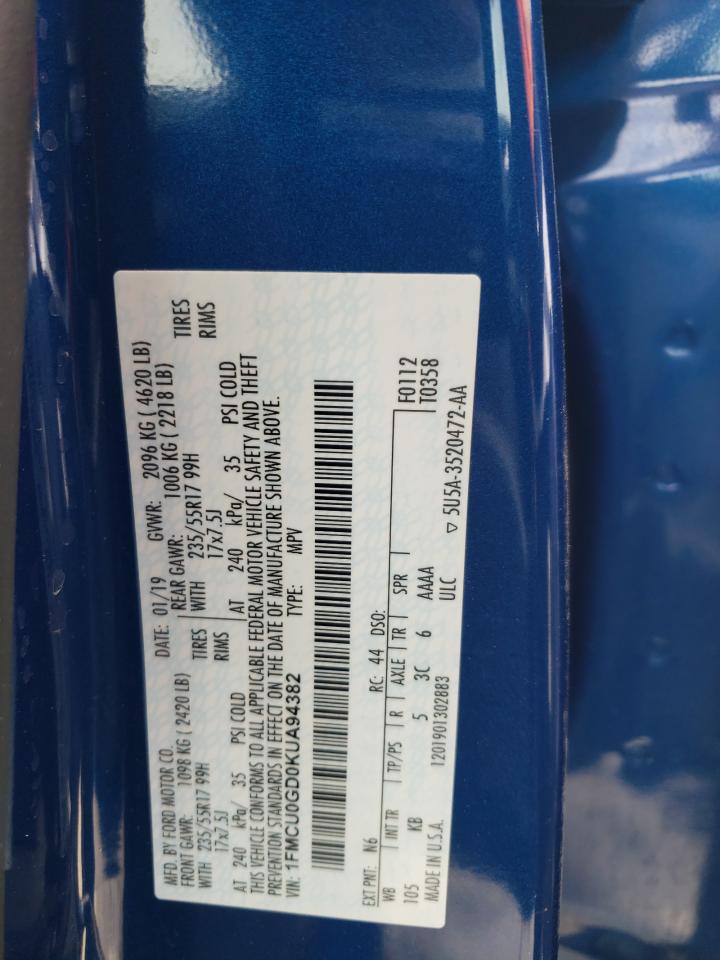 MFD. BY FORD MOTOR CO. DATE: 01/19 GVWR: 2096 KG ( 4620 LB)
FRONT GAWR: 1098 KG ( 2420 LB) REAR GAWR: 1006 KG ( 2218 LB)
WITH 235/55R17 99H TIRES WITH 235/55R17 99H TIRES
17x7.5J RIMS 17x7.5J RIMS
AT 240 kPa/ 35 PSI COLD AT 240 kPa/ 35 PSI COLD
THIS VEHICLE CONFORMS TO ALL APPLICABLE FEDERAL MOTOR VEHICLE SAFETY AND THEFT
PREVENTION STANDARDS IN EFFECT ON THE DATE OF MANUFACTURE SHOWN ABOVE.
VIN: 1FMCU0GD0KUA94382 TYPE: MPV
EXT PNT: N6 RC: 44 DSO: F0112
WB INT TR TP/PS R AXLE TR SPR T0358
105 KB 5 3C 6 AAAA
ULC
MADE IN U.S.A. 1201901302883 ▽ 5U5A-3520472-AA